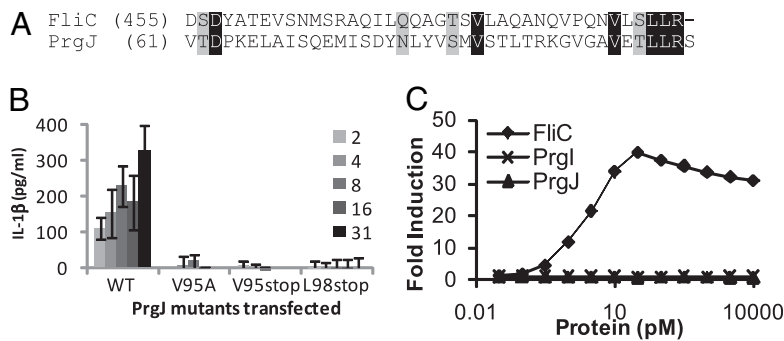 A
FliC (455) DSDYATEVSNMSRAQILQQAGTSVLAQANQVPQNVLSLLR-
PrgJ (61) VTDPKELAISQEMISDYNLYVSMVSTLTRKGVGAVETLLRS
B
IL-1β (pg/ml)
400
300
200
100
0
2
4
8
16
31
WT V95A V95stop L98stop
PrgJ mutants transfected
C
Fold Induction
50
40
30
20
10
0
FliC
PrgI
PrgJ
0.01 10 10000
Protein (pM)